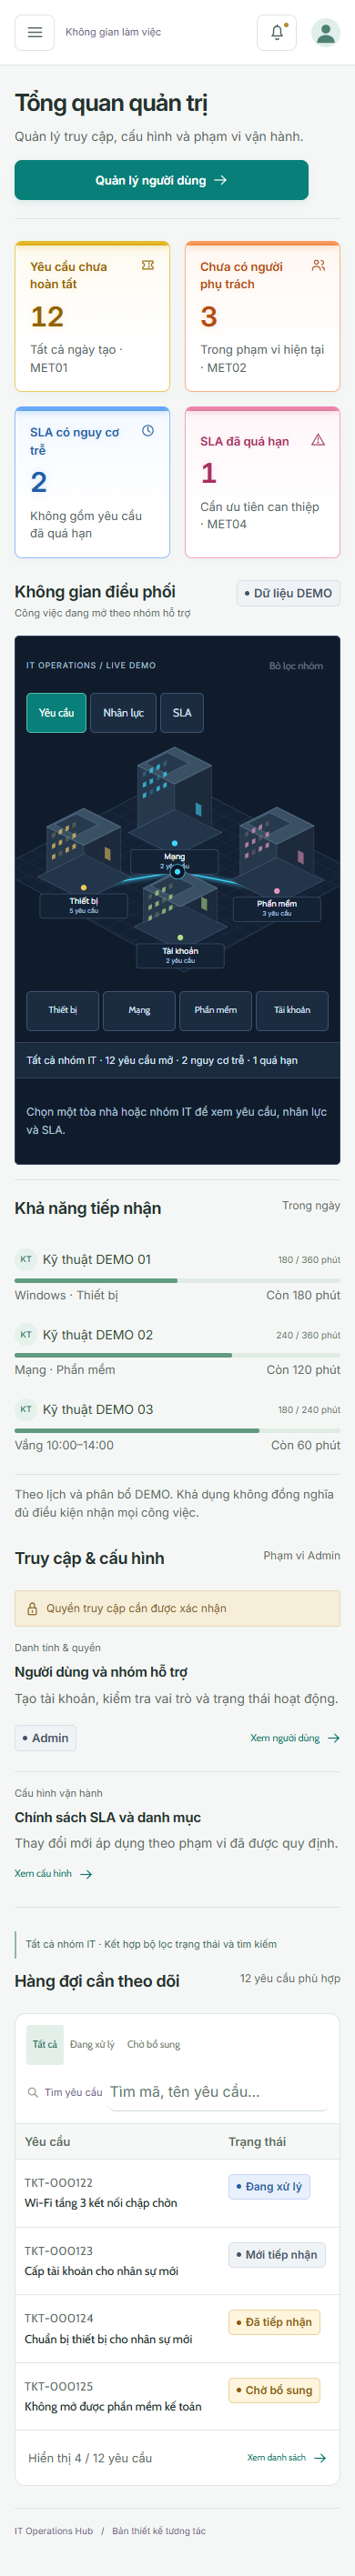 Không gian làm việc
Tổng quan quản trị
Quản lý truy cập, cấu hình và phạm vi vận hành.
Quản lý người dùng →
Yêu cầu chưa
hoàn tất
12
Tất cả ngày tạo ·
MET01
Chưa có người
phụ trách
3
Trong phạm vi hiện tại
· MET02
SLA có nguy cơ
trễ
2
Không gồm yêu cầu
đã quá hạn
SLA đã quá hạn
1
Cần ưu tiên can thiệp
· MET04
Không gian điều phối
Dữ liệu DEMO
Công việc đang mở theo nhóm hỗ trợ
IT OPERATIONS / LIVE DEMO
Bỏ lọc nhóm
Yêu cầu
Nhân lực
SLA
Mạng
Thiết bị
5 yêu cầu
Phần mềm
3 yêu cầu
Tài khoản
2 yêu cầu
Thiết bị
Mạng
Phần mềm
Tài khoản
Tất cả nhóm IT · 12 yêu cầu mở · 2 nguy cơ trễ · 1 quá hạn
Chọn một tòa nhà hoặc nhóm IT để xem yêu cầu, nhân lực
và SLA.
Khả năng tiếp nhận
Trong ngày
KT Kỹ thuật DEMO 01
180 / 360 phút
Windows · Thiết bị
Còn 180 phút
KT Kỹ thuật DEMO 02
240 / 360 phút
Mạng · Phần mềm
Còn 120 phút
KT Kỹ thuật DEMO 03
180 / 240 phút
Vắng 10:00–14:00
Còn 60 phút
Theo lịch và phân bổ DEMO. Khả dụng không đồng nghĩa
đủ điều kiện nhận mọi công việc.
Truy cập & cấu hình
Phạm vi Admin
Quyền truy cập cần được xác nhận
Danh tính & quyền
Người dùng và nhóm hỗ trợ
Tạo tài khoản, kiểm tra vai trò và trạng thái hoạt động.
Admin
Xem người dùng →
Cấu hình vận hành
Chính sách SLA và danh mục
Thay đổi mới áp dụng theo phạm vi đã được quy định.
Xem cấu hình →
Tất cả nhóm IT · Kết hợp bộ lọc trạng thái và tìm kiếm
Hàng đợi cần theo dõi
12 yêu cầu phù hợp
Tất cả
Đang xử lý
Chờ bổ sung
Tìm yêu cầu
Tìm mã, tên yêu cầu...
Yêu cầu
Trạng thái
TKT-000122
Wi-Fi tầng 3 kết nối chập chờn
Đang xử lý
TKT-000123
Cấp tài khoản cho nhân sự mới
Mới tiếp nhận
TKT-000124
Chuẩn bị thiết bị cho nhân sự mới
Đã tiếp nhận
TKT-000125
Không mở được phần mềm kế toán
Chờ bổ sung
Hiển thị 4 / 12 yêu cầu
Xem danh sách →
IT Operations Hub / Bản thiết kế tương tác